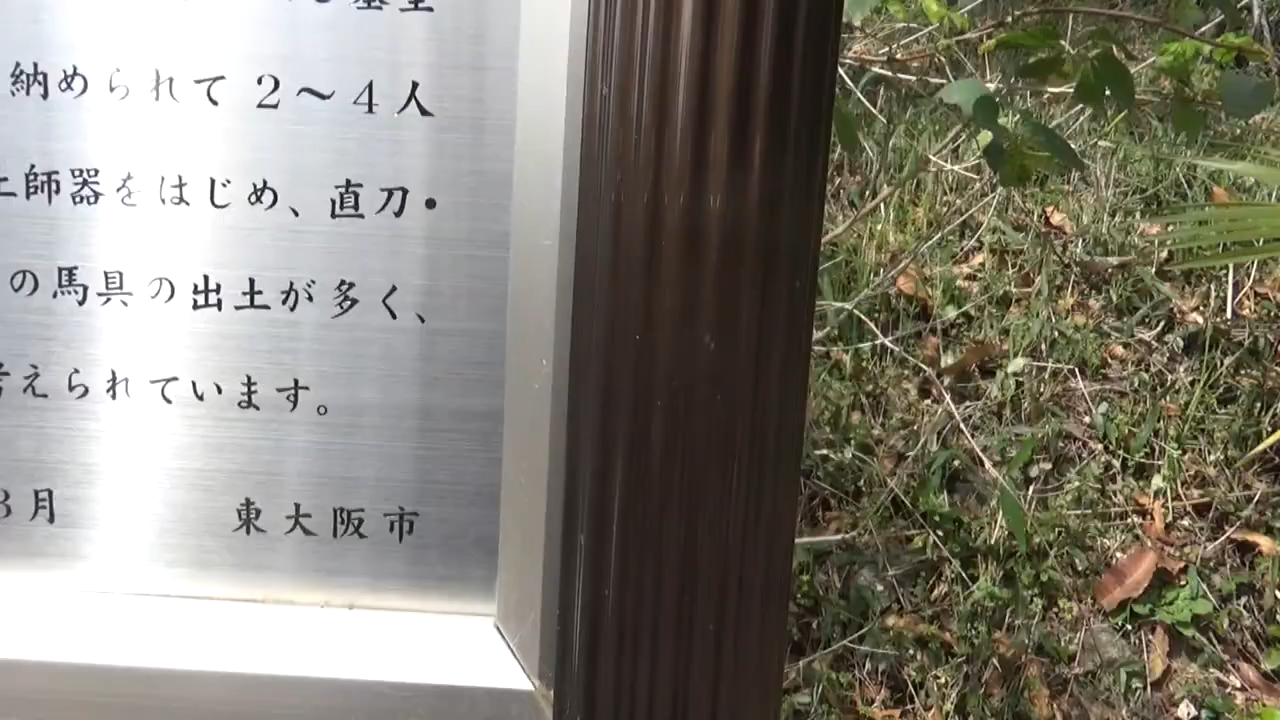 納められて２～４人
師器をはじめ、直刀・
の馬具の出土が多く、
えられています。
3月　東大阪市